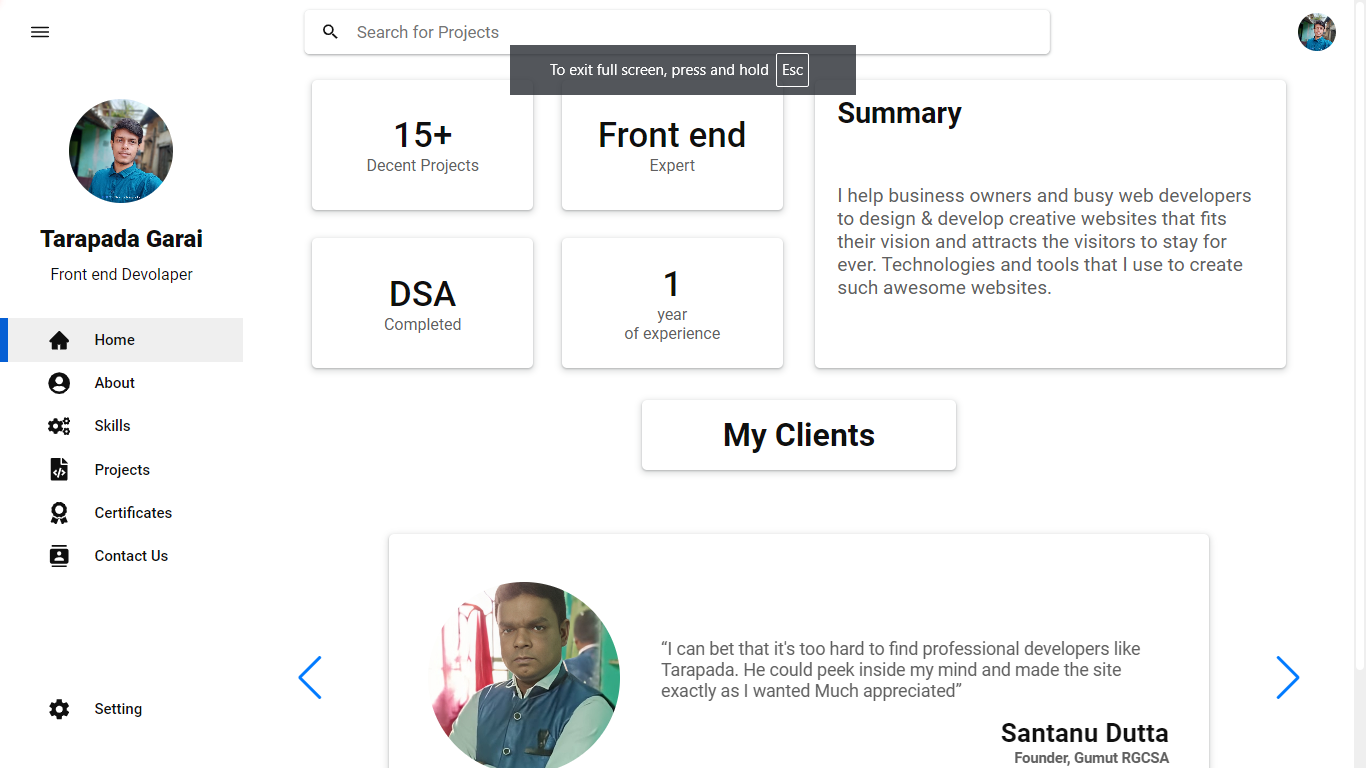 Search for Projects
To exit full screen, press and hold Esc
Tarapada Garai
Front end Devolaper
Home
About
Skills
Projects
Certificates
Contact Us
Setting
15+
Decent Projects
Front end
Expert
DSA
Completed
1
year
of experience
Summary
I help business owners and busy web developers
to design & develop creative websites that fits
their vision and attracts the visitors to stay for
ever. Technologies and tools that I use to create
such awesome websites.
My Clients
“I can bet that it's too hard to find professional developers like
Tarapada. He could peek inside my mind and made the site
exactly as I wanted Much appreciated”
Santanu Dutta
Founder, Gumut RGCSA